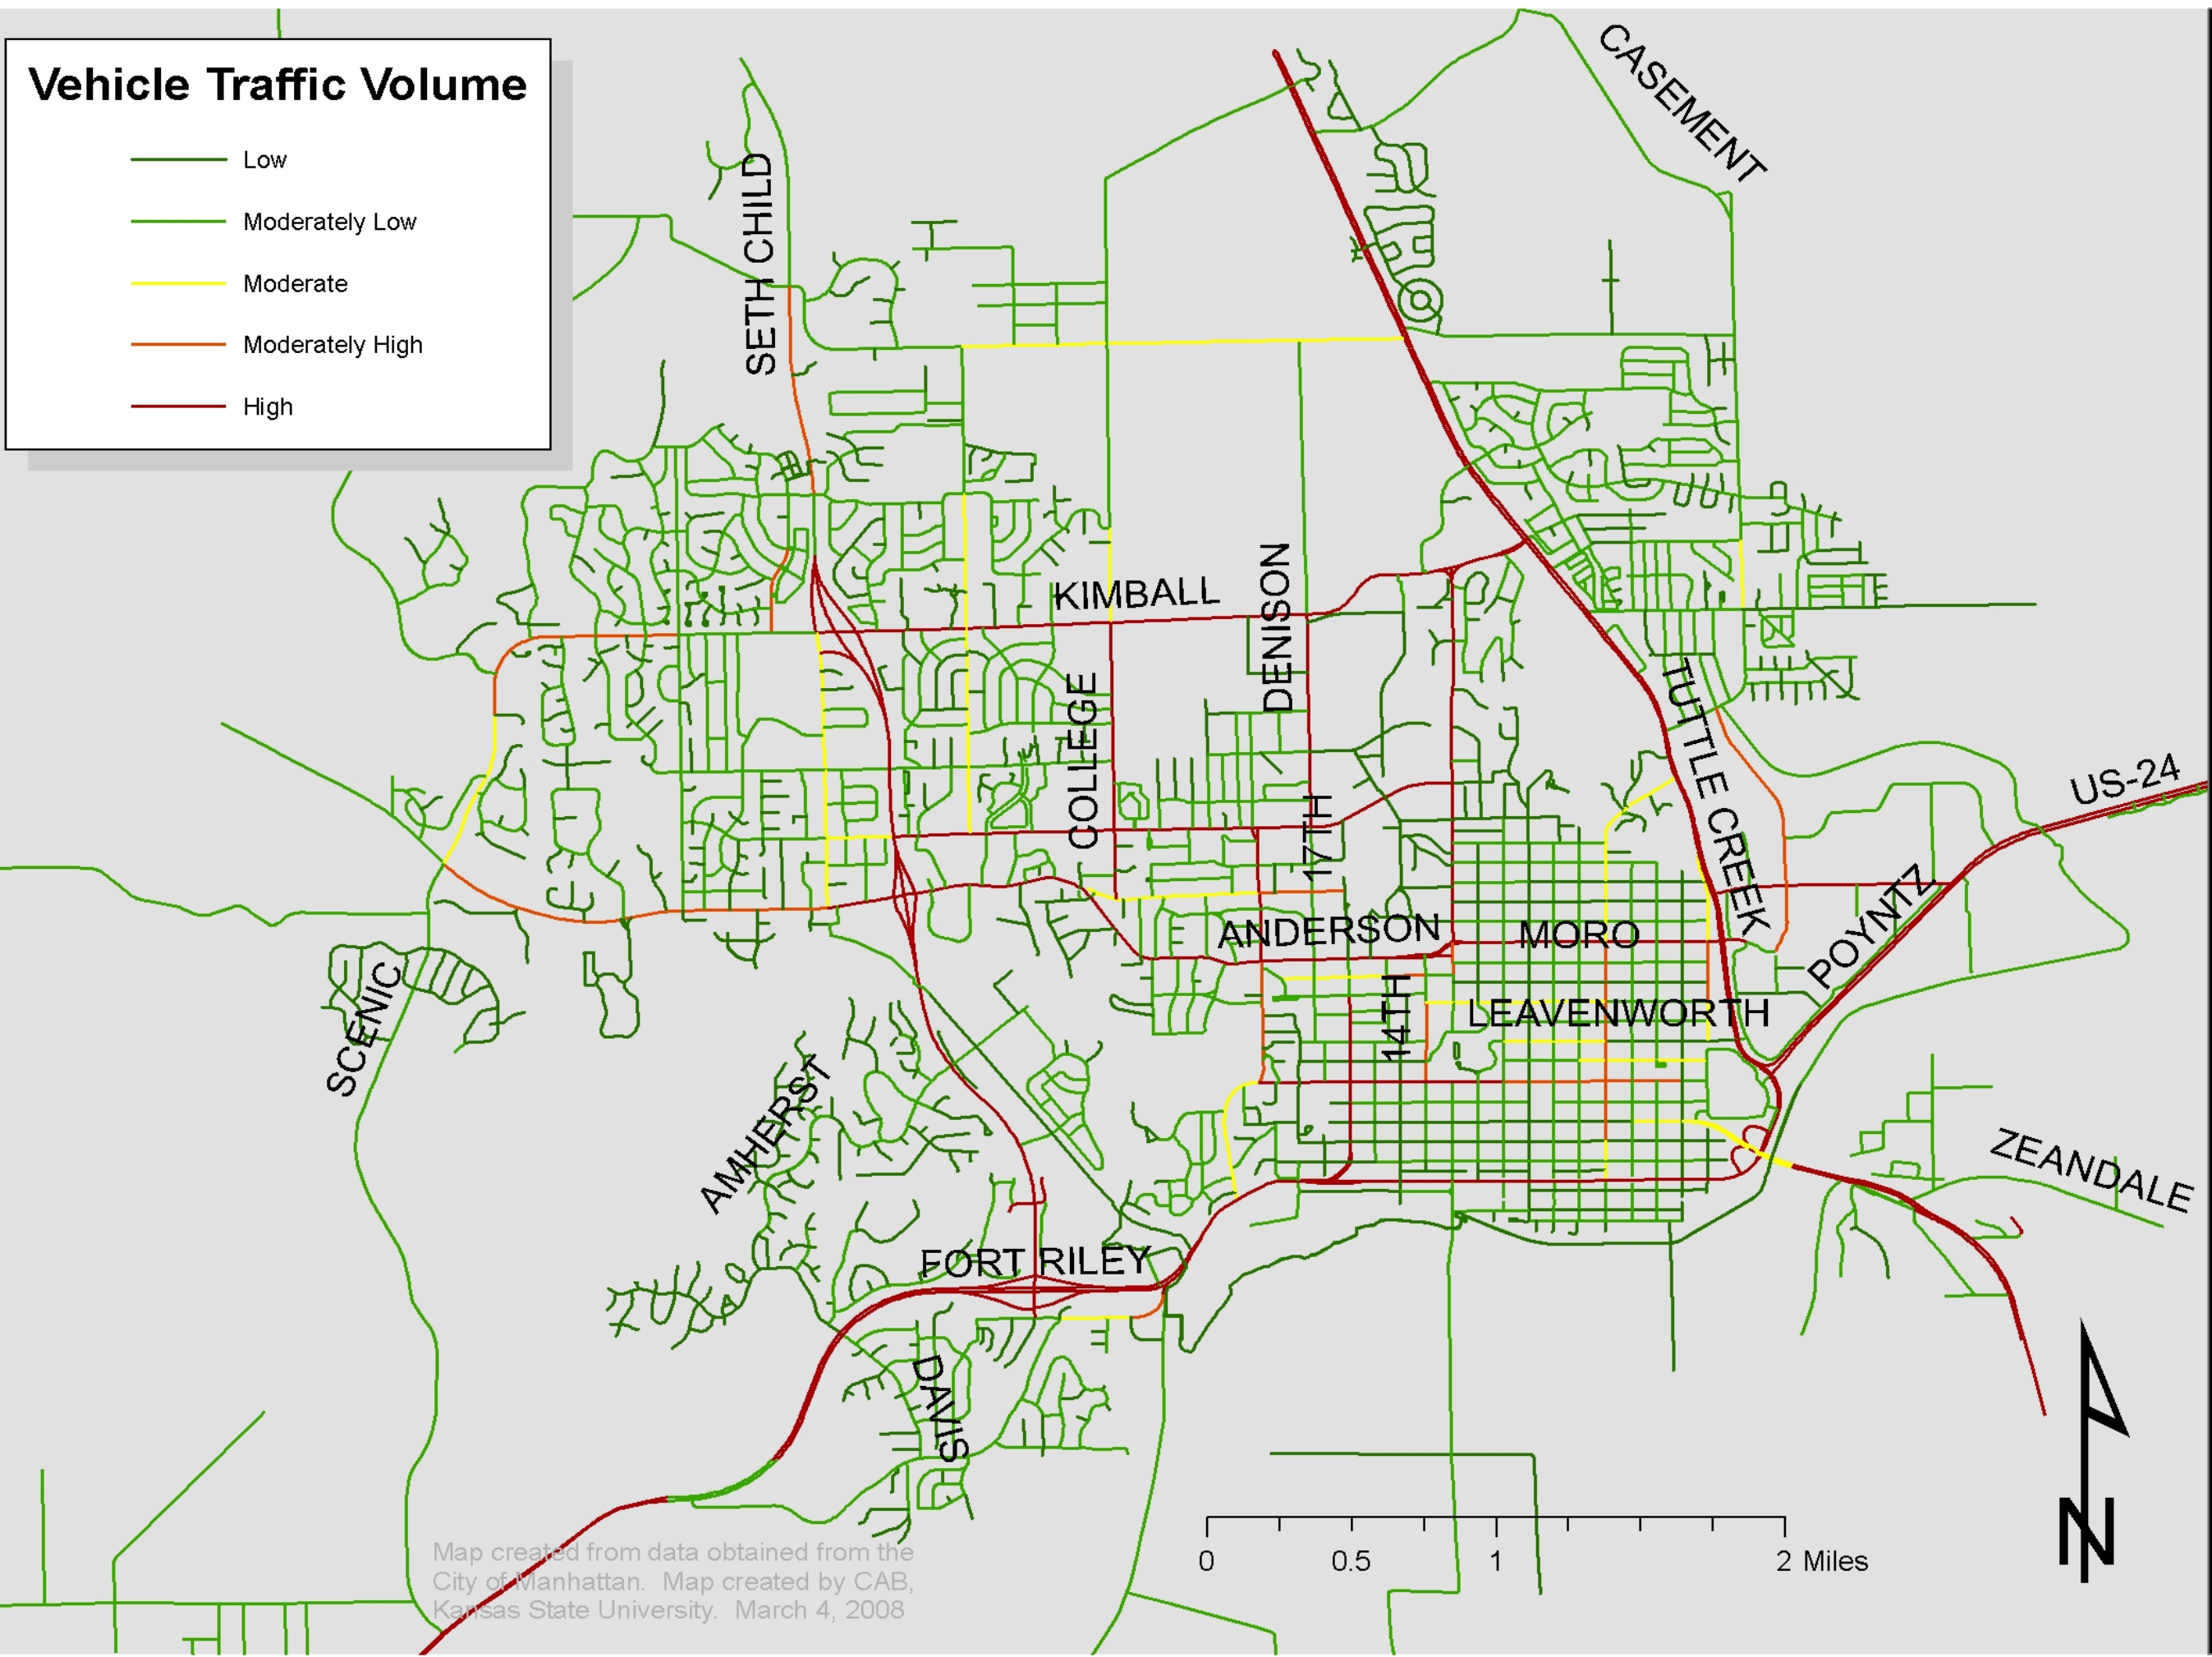 Vehicle Traffic Volume
Low
Moderately Low
Moderate
Moderately High
High
CASEMENT
SETH CHILD
KIMBALL
DENISON
COLLEGE
17TH
TUTTLE CREEK
US-24
POYNTZ
ANDERSON
MORO
14TH
LEAVENWORTH
SCENIC
AMHERST
ZEANDALE
FORT RILEY
DAVIS
Map created from data obtained from the
City of Manhattan.  Map created by CAB,
Kansas State University.  March 4, 2008
0 0.5 1 2 Miles
N